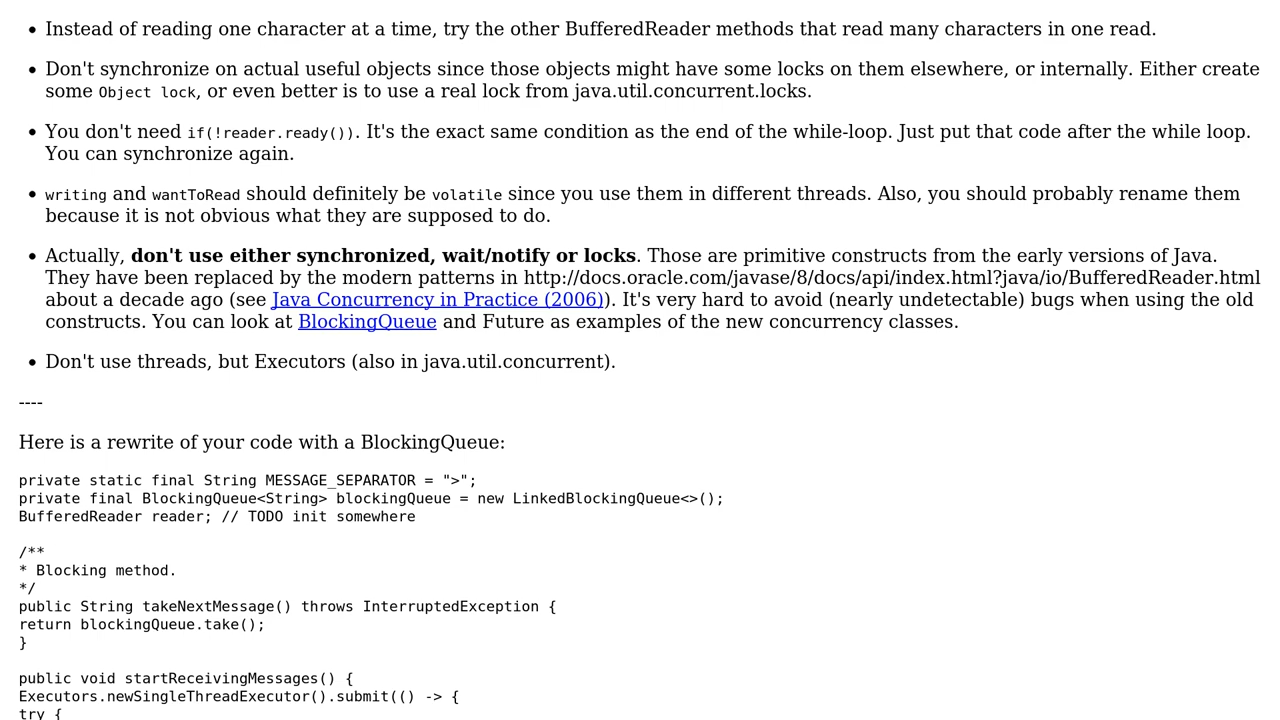 • Instead of reading one character at a time, try the other BufferedReader methods that read many characters in one read.
• Don't synchronize on actual useful objects since those objects might have some locks on them elsewhere, or internally. Either create
some Object lock, or even better is to use a real lock from java.util.concurrent.locks.
• You don't need if(!reader.ready()). It's the exact same condition as the end of the while-loop. Just put that code after the while loop.
You can synchronize again.
• writing and wantToRead should definitely be volatile since you use them in different threads. Also, you should probably rename them
because it is not obvious what they are supposed to do.
• Actually, don't use either synchronized, wait/notify or locks. Those are primitive constructs from the early versions of Java.
They have been replaced by the modern patterns in http://docs.oracle.com/javase/8/docs/api/index.html?java/io/BufferedReader.html
about a decade ago (see Java Concurrency in Practice (2006)). It's very hard to avoid (nearly undetectable) bugs when using the old
constructs. You can look at BlockingQueue and Future as examples of the new concurrency classes.
• Don't use threads, but Executors (also in java.util.concurrent).
----
Here is a rewrite of your code with a BlockingQueue:
private static final String MESSAGE_SEPARATOR = ">";
private final BlockingQueue<String> blockingQueue = new LinkedBlockingQueue<>();
BufferedReader reader; // TODO init somewhere
/**
* Blocking method.
*/
public String takeNextMessage() throws InterruptedException {
return blockingQueue.take();
}
public void startReceivingMessages() {
Executors.newSingleThreadExecutor().submit(() -> {
try {